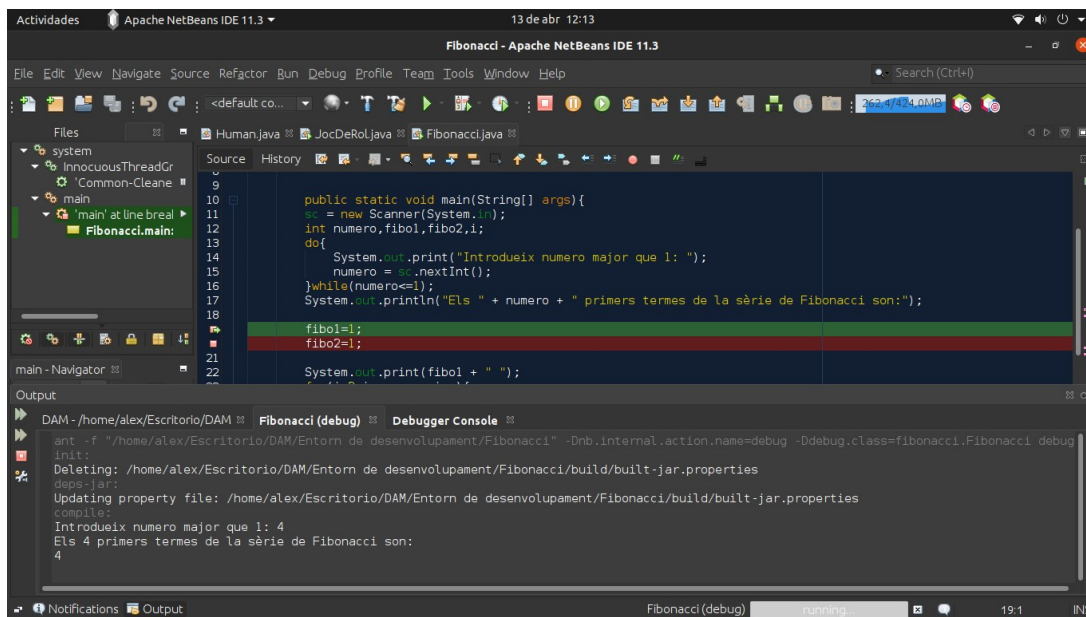 Actividades Apache NetBeans IDE 11.3 13 de abr 12:13
Fibonacci - Apache NetBeans IDE 11.3
File Edit View Navigate Source Refactor Run Debug Profile Team Tools Window Help Search (Ctrl+I)
<default co... 262,4/424,0MB
Files Human.java JocDeRol.java Fibonacci.java
system
InnocuousThreadGr
'Common-Cleane
main
'main' at line breal
Fibonacci.main:
Source History
9
10 public static void main(String[] args){
11 sc = new Scanner(System.in);
12 int numero,fibo1,fibo2,i;
13 do{
14 System.out.print("Introdueix numero major que 1: ");
15 numero = sc.nextInt();
16 }while(numero<=1);
17 System.out.println("Els " + numero + " primers termes de la sèrie de Fibonacci son:");
18
fibo1=1;
fibo2=1;
21
22 System.out.print(fibo1 + " ");
main - Navigator
Output
DAM - /home/alex/Escritorio/DAM Fibonacci (debug) Debugger Console
ant -f "/home/alex/Escritorio/DAM/Entorn de desenvolupament/Fibonacci" -Dnb.internal.action.name=debug -Ddebug.class=fibonacci.Fibonacci debug
init:
Deleting: /home/alex/Escritorio/DAM/Entorn de desenvolupament/Fibonacci/build/built-jar.properties
deps-jar:
Updating property file: /home/alex/Escritorio/DAM/Entorn de desenvolupament/Fibonacci/build/built-jar.properties
compile:
Introdueix numero major que 1: 4
Els 4 primers termes de la sèrie de Fibonacci son:
4
Notifications Output Fibonacci (debug) running... 19:1 IN